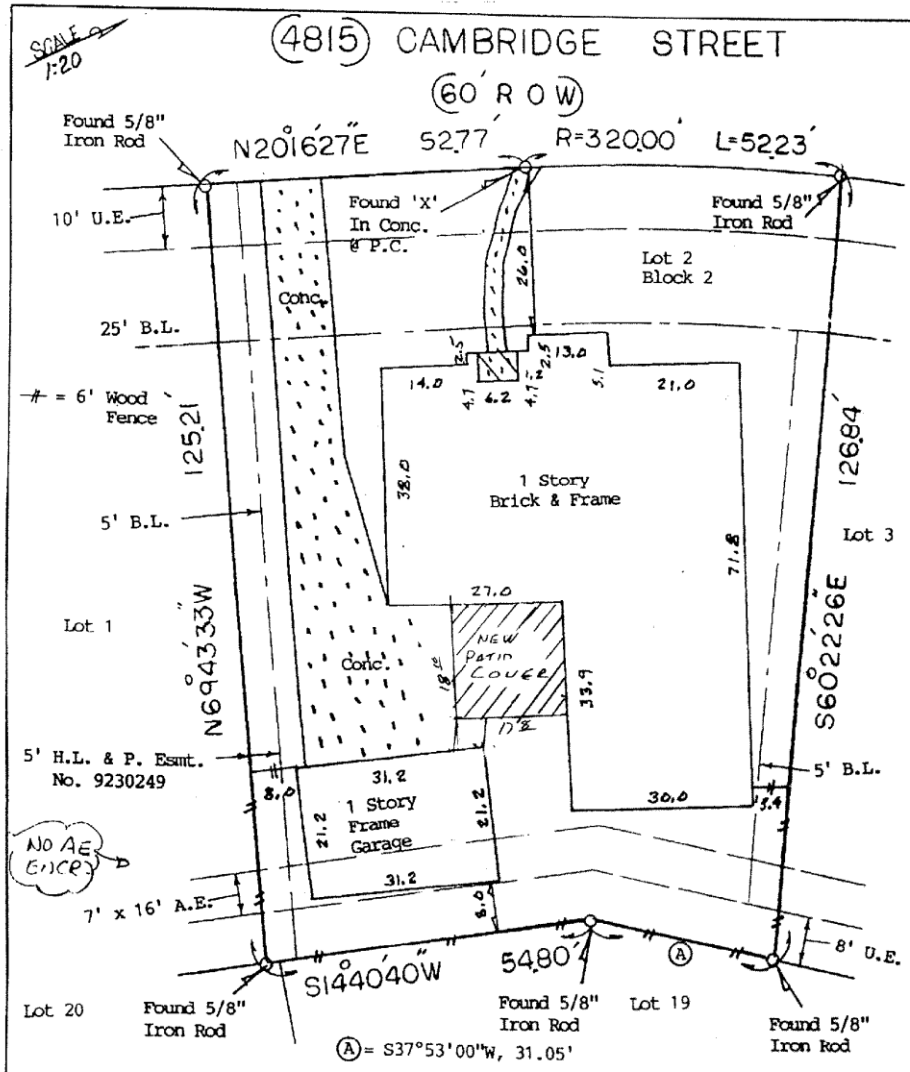 SCALE
1:20
(4815) CAMBRIDGE STREET
(60' R O W)
Found 5/8"
Iron Rod
N20°16'27"E 52.77' R=320.00' L=52.23'
10' U.E.
Found 'X'
In Conc.
@ P.C.
Found 5/8"
Iron Rod
Lot 2
Block 2
26.0
Conc.
25' B.L.
2.5
2.5
13.0
14.0
4.7
6.2
4.7
1.2
5.1
21.0
-//- = 6' Wood
Fence
125.21'
126.84'
38.0
1 Story
Brick & Frame
5' B.L.
Lot 3
71.8
27.0
Lot 1
N69°43'33"W
S60°22'26"E
Conc.
NEW
PATIO
COVER
18'
33.9
17'8
5' H.L. & P. Esmt.
No. 9230249
8.0
31.2
5' B.L.
30.0
5.4
21.2
1 Story
Frame
Garage
21.2
NO AE
ENCR
31.2
7' x 16' A.E.
8.0
8' U.E.
S14°40'40"W 54.80'
(A)
Lot 20
Found 5/8"
Iron Rod
Found 5/8"
Iron Rod
Lot 19
Found 5/8"
Iron Rod
(A) = S37°53'00"W, 31.05'